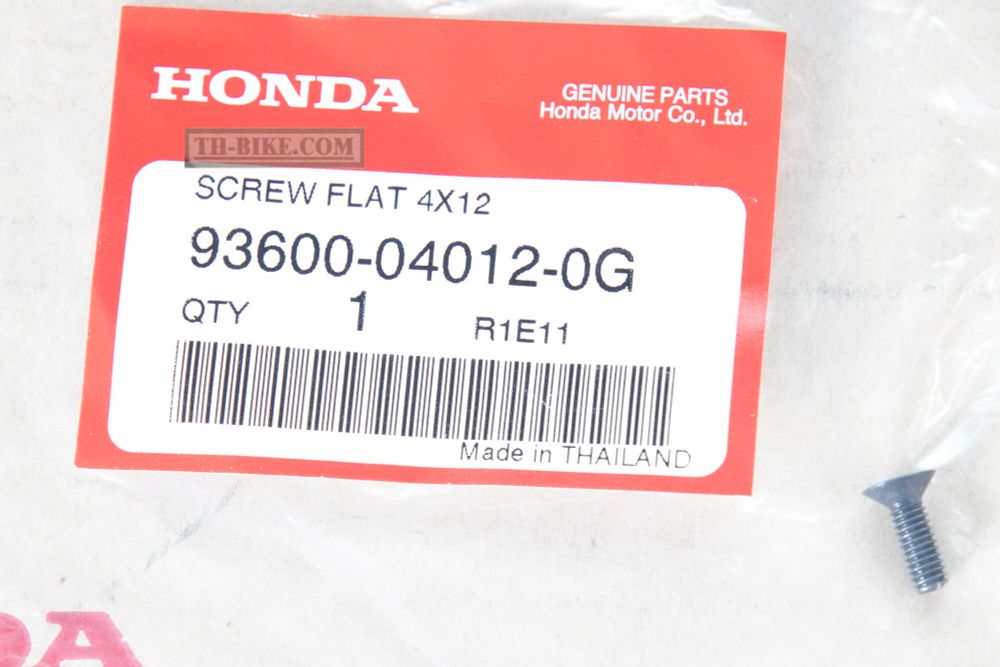 HONDA
GENUINE PARTS
Honda Motor Co., Ltd.
TH-BIKE.COM
SCREW FLAT 4X12
93600-04012-0G
QTY 1 R1E11
Made in THAILAND
DA